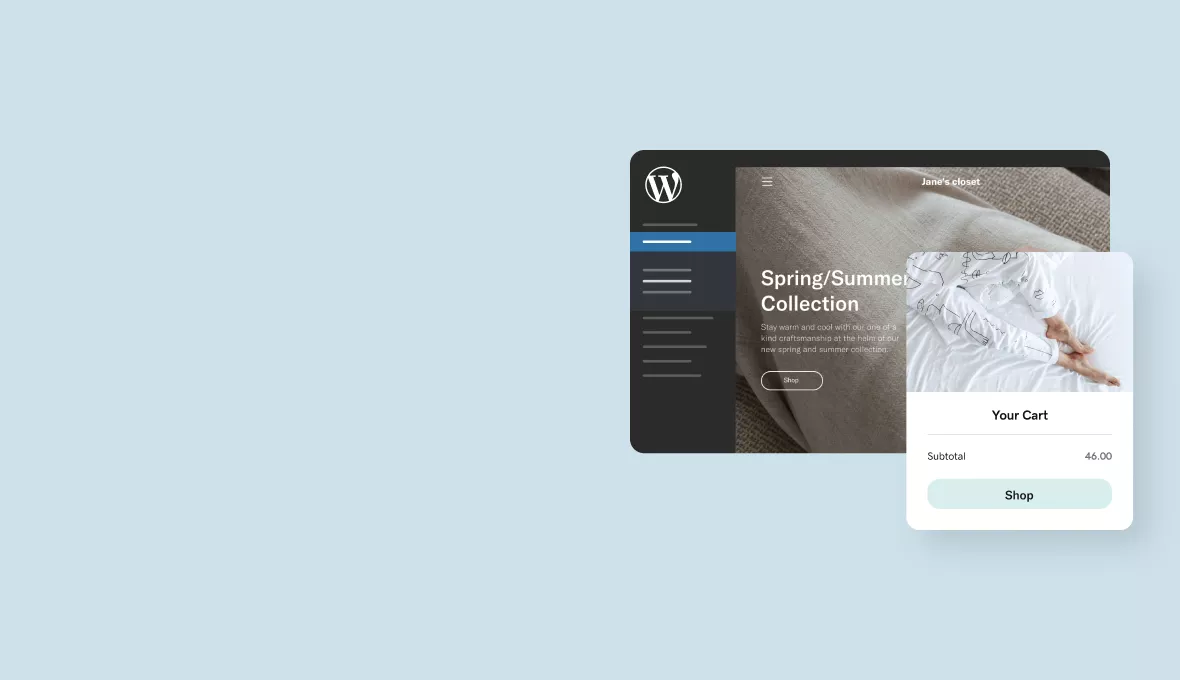 Jane's closet
Spring/Summer
Collection
Stay warm and cool with our one of a
kind craftsmanship at the helm of our
new spring and summer collection.
Shop
Your Cart
Subtotal 46.00
Shop